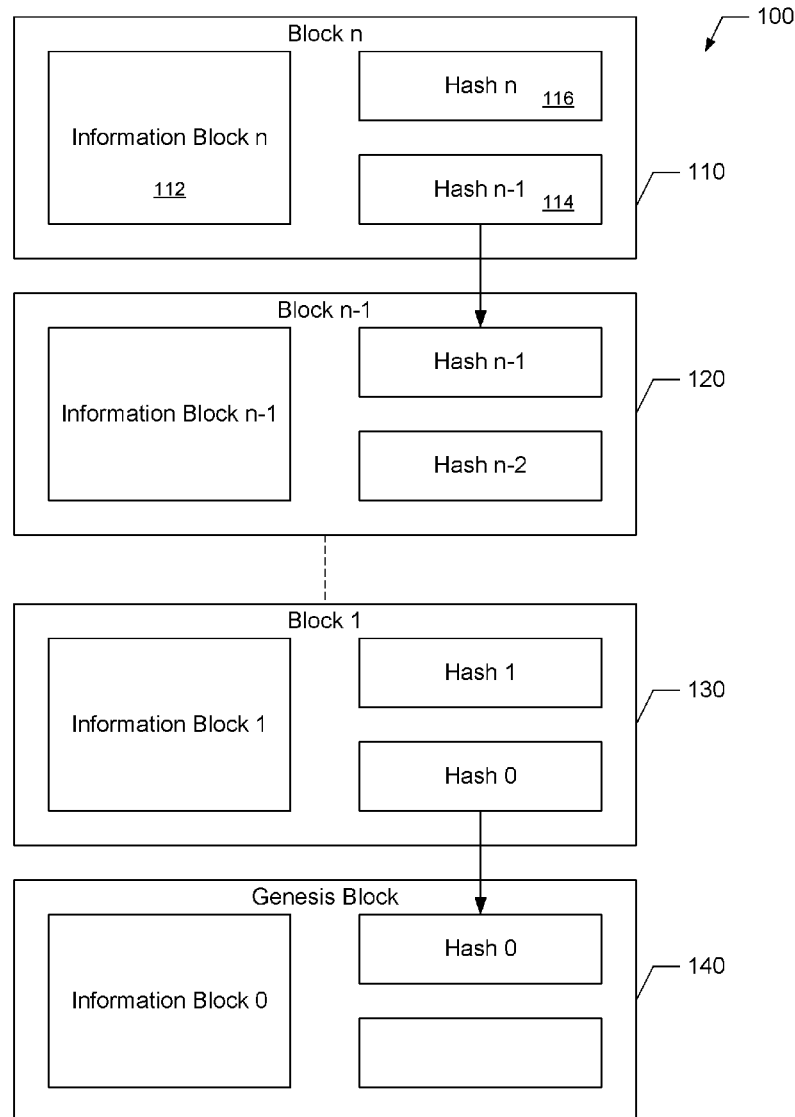 100
Block n
Information Block n
112
Hash n
116
Hash n-1
114
110
Block n-1
Information Block n-1
Hash n-1
Hash n-2
120
Block 1
Information Block 1
Hash 1
Hash 0
130
Genesis Block
Information Block 0
Hash 0
140